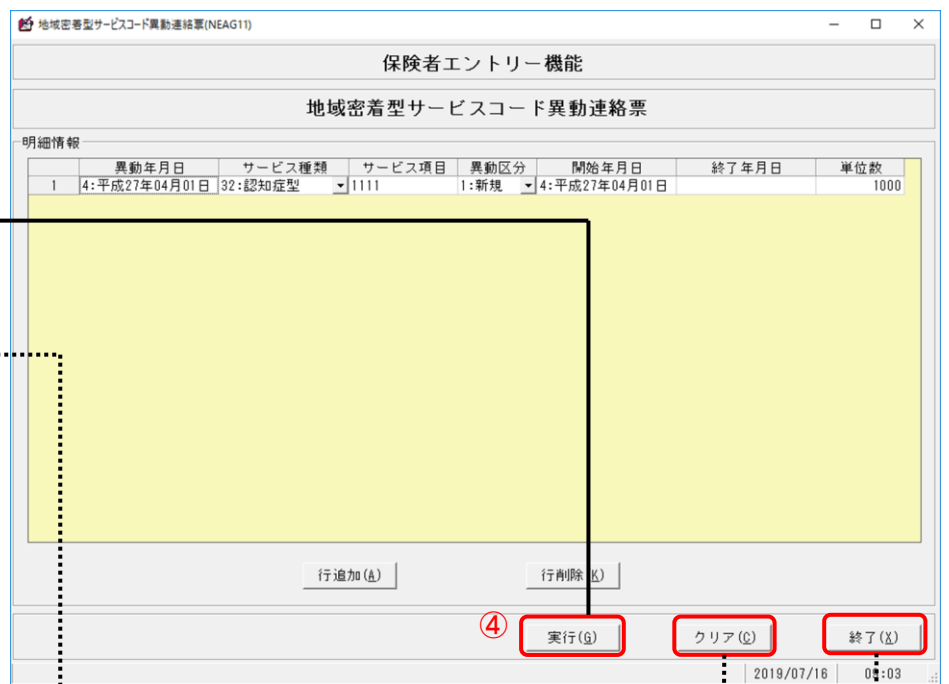 地域密着型サービスコード異動連絡票(NEAG11)
保険者エントリー機能
地域密着型サービスコード異動連絡票
明細情報
異動年月日 サービス種類 サービス項目 異動区分 開始年月日 終了年月日 単位数
1 4:平成27年04月01日 32:認知症型 1111 1:新規 4:平成27年04月01日 1000
行追加(A) 行削除(K)
④ 実行(G) クリア(C) 終了(X)
2019/07/16 :03